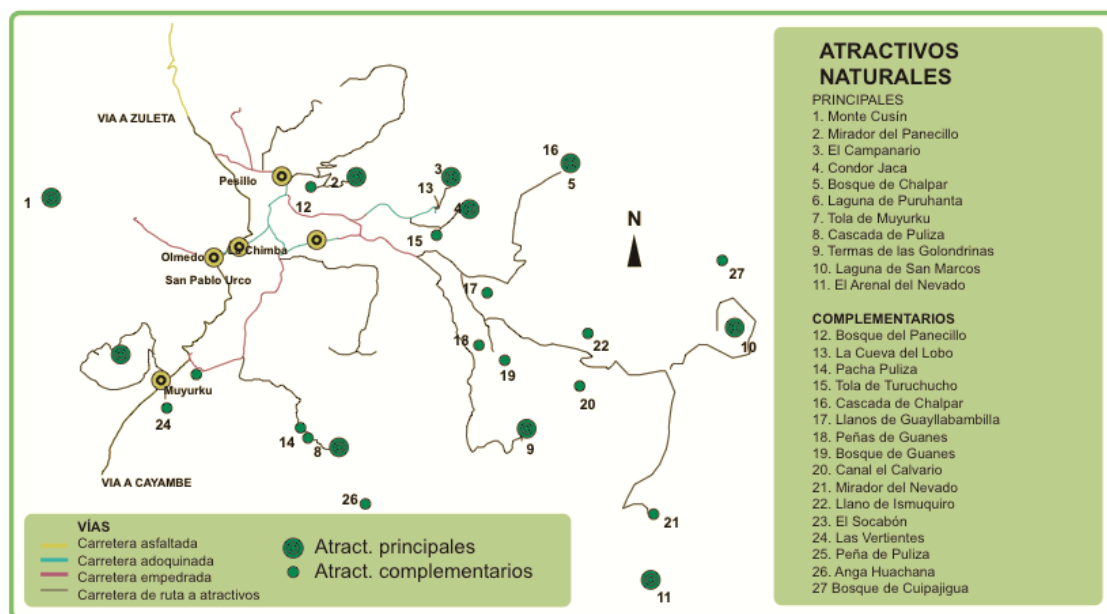 VIA A ZULETA
Pesillo
1
2
3
13
4
16
5
12
15
Olmedo
Chimba
San Pablo Urco
N
17
27
18
19
22
20
10
Muyurku
24
14
8
9
VIA A CAYAMBE
26
21
11
VÍAS
Carretera asfaltada
Carretera adoquinada
Carretera empedrada
Carretera de ruta a atractivos
Atract. principales
Atract. complementarios
ATRACTIVOS
NATURALES
PRINCIPALES
1. Monte Cusín
2. Mirador del Panecillo
3. El Campanario
4. Condor Jaca
5. Bosque de Chalpar
6. Laguna de Puruhanta
7. Tola de Muyurku
8. Cascada de Puliza
9. Termas de las Golondrinas
10. Laguna de San Marcos
11. El Arenal del Nevado
COMPLEMENTARIOS
12. Bosque del Panecillo
13. La Cueva del Lobo
14. Pacha Puliza
15. Tola de Turuchucho
16. Cascada de Chalpar
17. Llanos de Guayllabambilla
18. Peñas de Guanes
19. Bosque de Guanes
20. Canal el Calvario
21. Mirador del Nevado
22. Llano de Ismuquiro
23. El Socabón
24. Las Vertientes
25. Peña de Puliza
26. Anga Huachana
27 Bosque de Cuipajigua